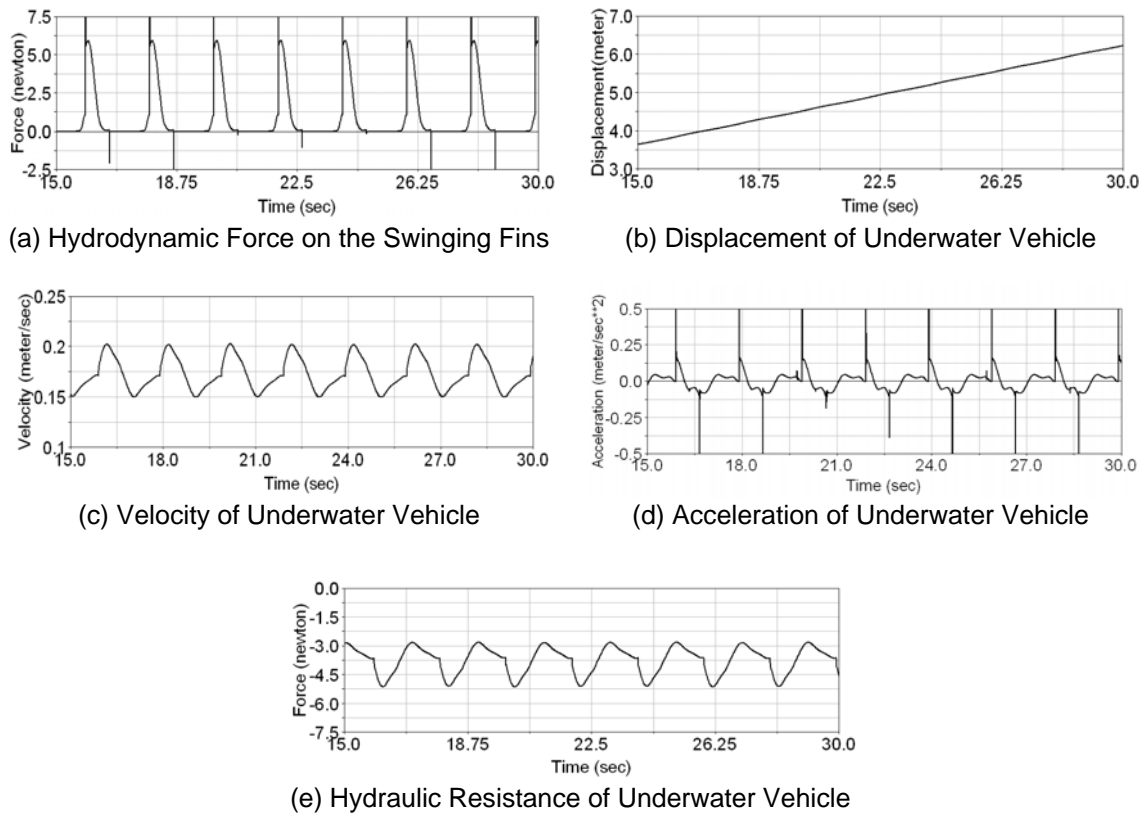 7.5
5.0
2.5
0.0
-2.5
Force (newton)
15.0 18.75 22.5 26.25 30.0
Time (sec)
(a) Hydrodynamic Force on the Swinging Fins
7.0
6.0
5.0
4.0
3.0
Displacement(meter)
15.0 18.75 22.5 26.25 30.0
Time (sec)
(b) Displacement of Underwater Vehicle
0.25
0.2
0.15
0.1
Velocity (meter/sec)
15.0 18.0 21.0 24.0 27.0 30.0
Time (sec)
(c) Velocity of Underwater Vehicle
0.5
0.25
0.0
-0.25
-0.5
Acceleration (meter/sec**2)
15.0 18.0 21.0 24.0 27.0 30.0
Time (sec)
(d) Acceleration of Underwater Vehicle
0.0
-1.5
-3.0
-4.5
-6.0
-7.5
Force (newton)
15.0 18.75 22.5 26.25 30.0
Time (sec)
(e) Hydraulic Resistance of Underwater Vehicle